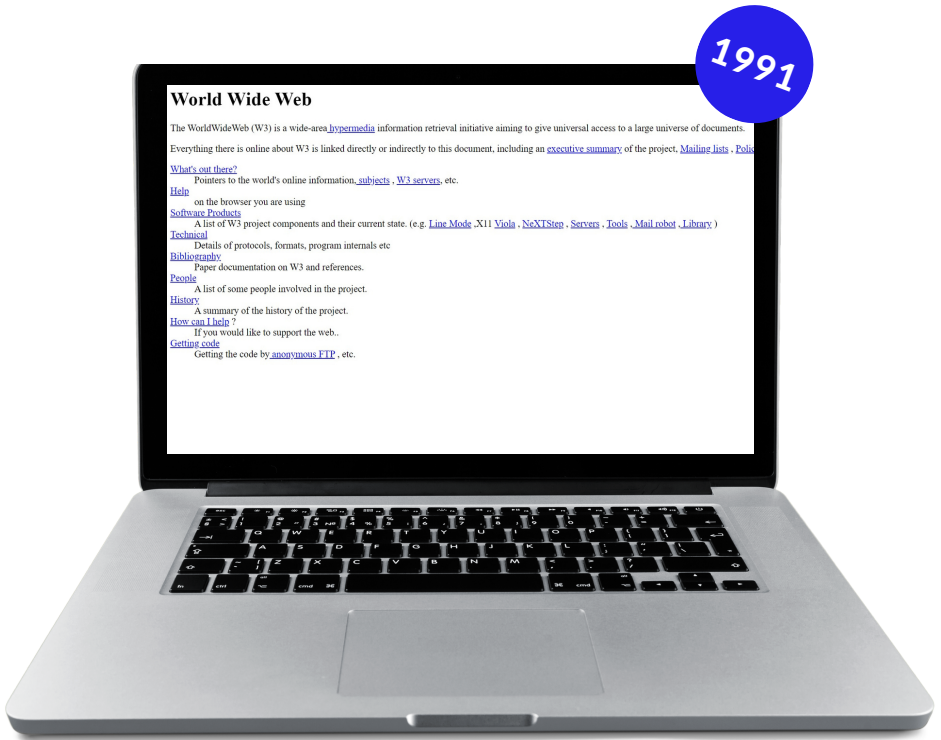 1991
World Wide Web
The WorldWideWeb (W3) is a wide-area hypermedia information retrieval initiative aiming to give universal access to a large universe of documents.
Everything there is online about W3 is linked directly or indirectly to this document, including an executive summary of the project, Mailing lists , Polic
What's out there?
Pointers to the world's online information, subjects , W3 servers, etc.
Help
on the browser you are using
Software Products
A list of W3 project components and their current state. (e.g. Line Mode ,X11 Viola , NeXTStep , Servers , Tools , Mail robot , Library )
Technical
Details of protocols, formats, program internals etc
Bibliography
Paper documentation on W3 and references.
People
A list of some people involved in the project.
History
A summary of the history of the project.
How can I help ?
If you would like to support the web..
Getting code
Getting the code by anonymous FTP , etc.
Q W E R T Y U I O P
A S D F G H J K L
Z X C V B N M
fn ctrl cmd ⌘ ⌘ cmd